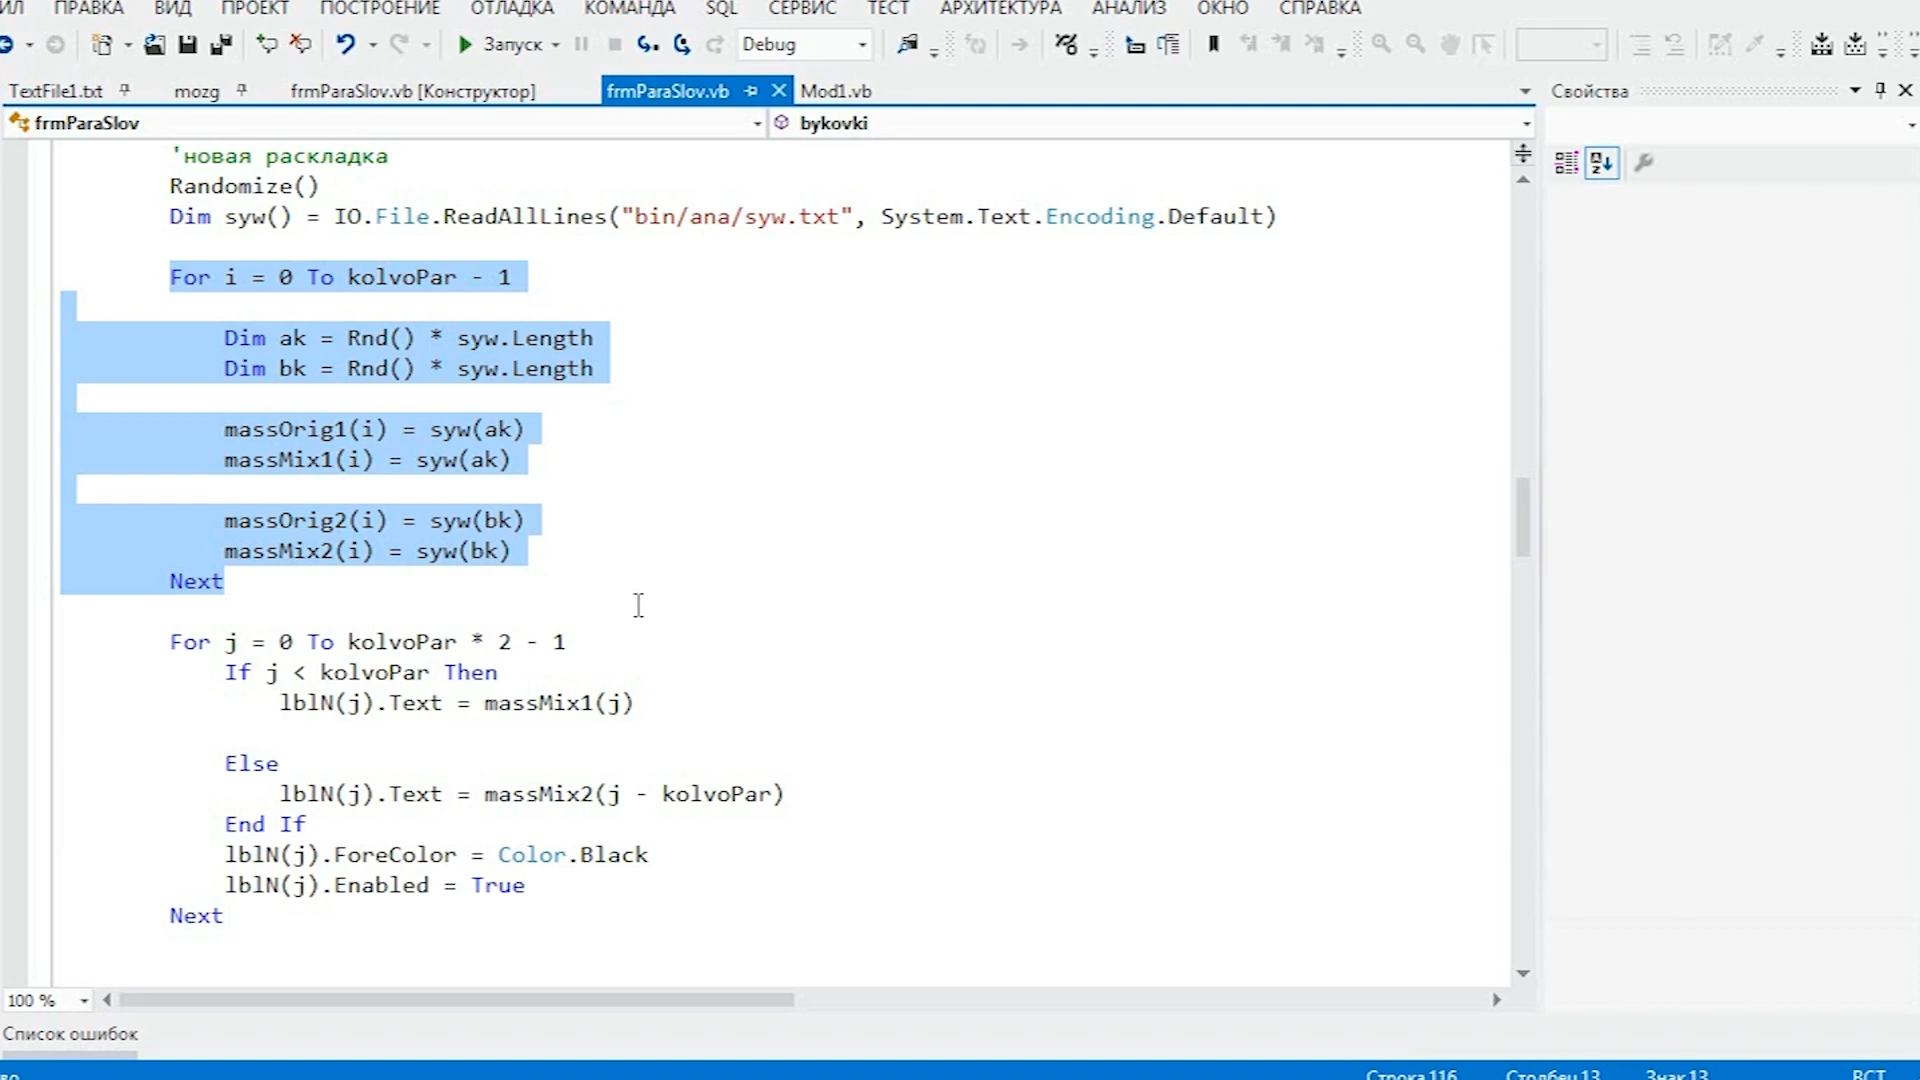 ПРАВКА ВИД ПРОЕКТ ПОСТРОЕНИЕ ОТЛАДКА КОМАНДА SQL СЕРВИС ТЕСТ АРХИТЕКТУРА АНАЛИЗ ОКНО СПРАВКА
Запуск Debug
TextFile1.txt mozg frmParaSlov.vb [Конструктор] frmParaSlov.vb Mod1.vb Свойства
frmParaSlov bykovki
'новая раскладка
Randomize()
Dim syw() = IO.File.ReadAllLines("bin/ana/syw.txt", System.Text.Encoding.Default)
For i = 0 To kolvoPar - 1
Dim ak = Rnd() * syw.Length
Dim bk = Rnd() * syw.Length
massOrig1(i) = syw(ak)
massMix1(i) = syw(ak)
massOrig2(i) = syw(bk)
massMix2(i) = syw(bk)
Next
For j = 0 To kolvoPar * 2 - 1
If j < kolvoPar Then
lblN(j).Text = massMix1(j)
Else
lblN(j).Text = massMix2(j - kolvoPar)
End If
lblN(j).ForeColor = Color.Black
lblN(j).Enabled = True
Next
100 %
Список ошибок
Строка 116 Столбец 13 Знак 13 ВСТ